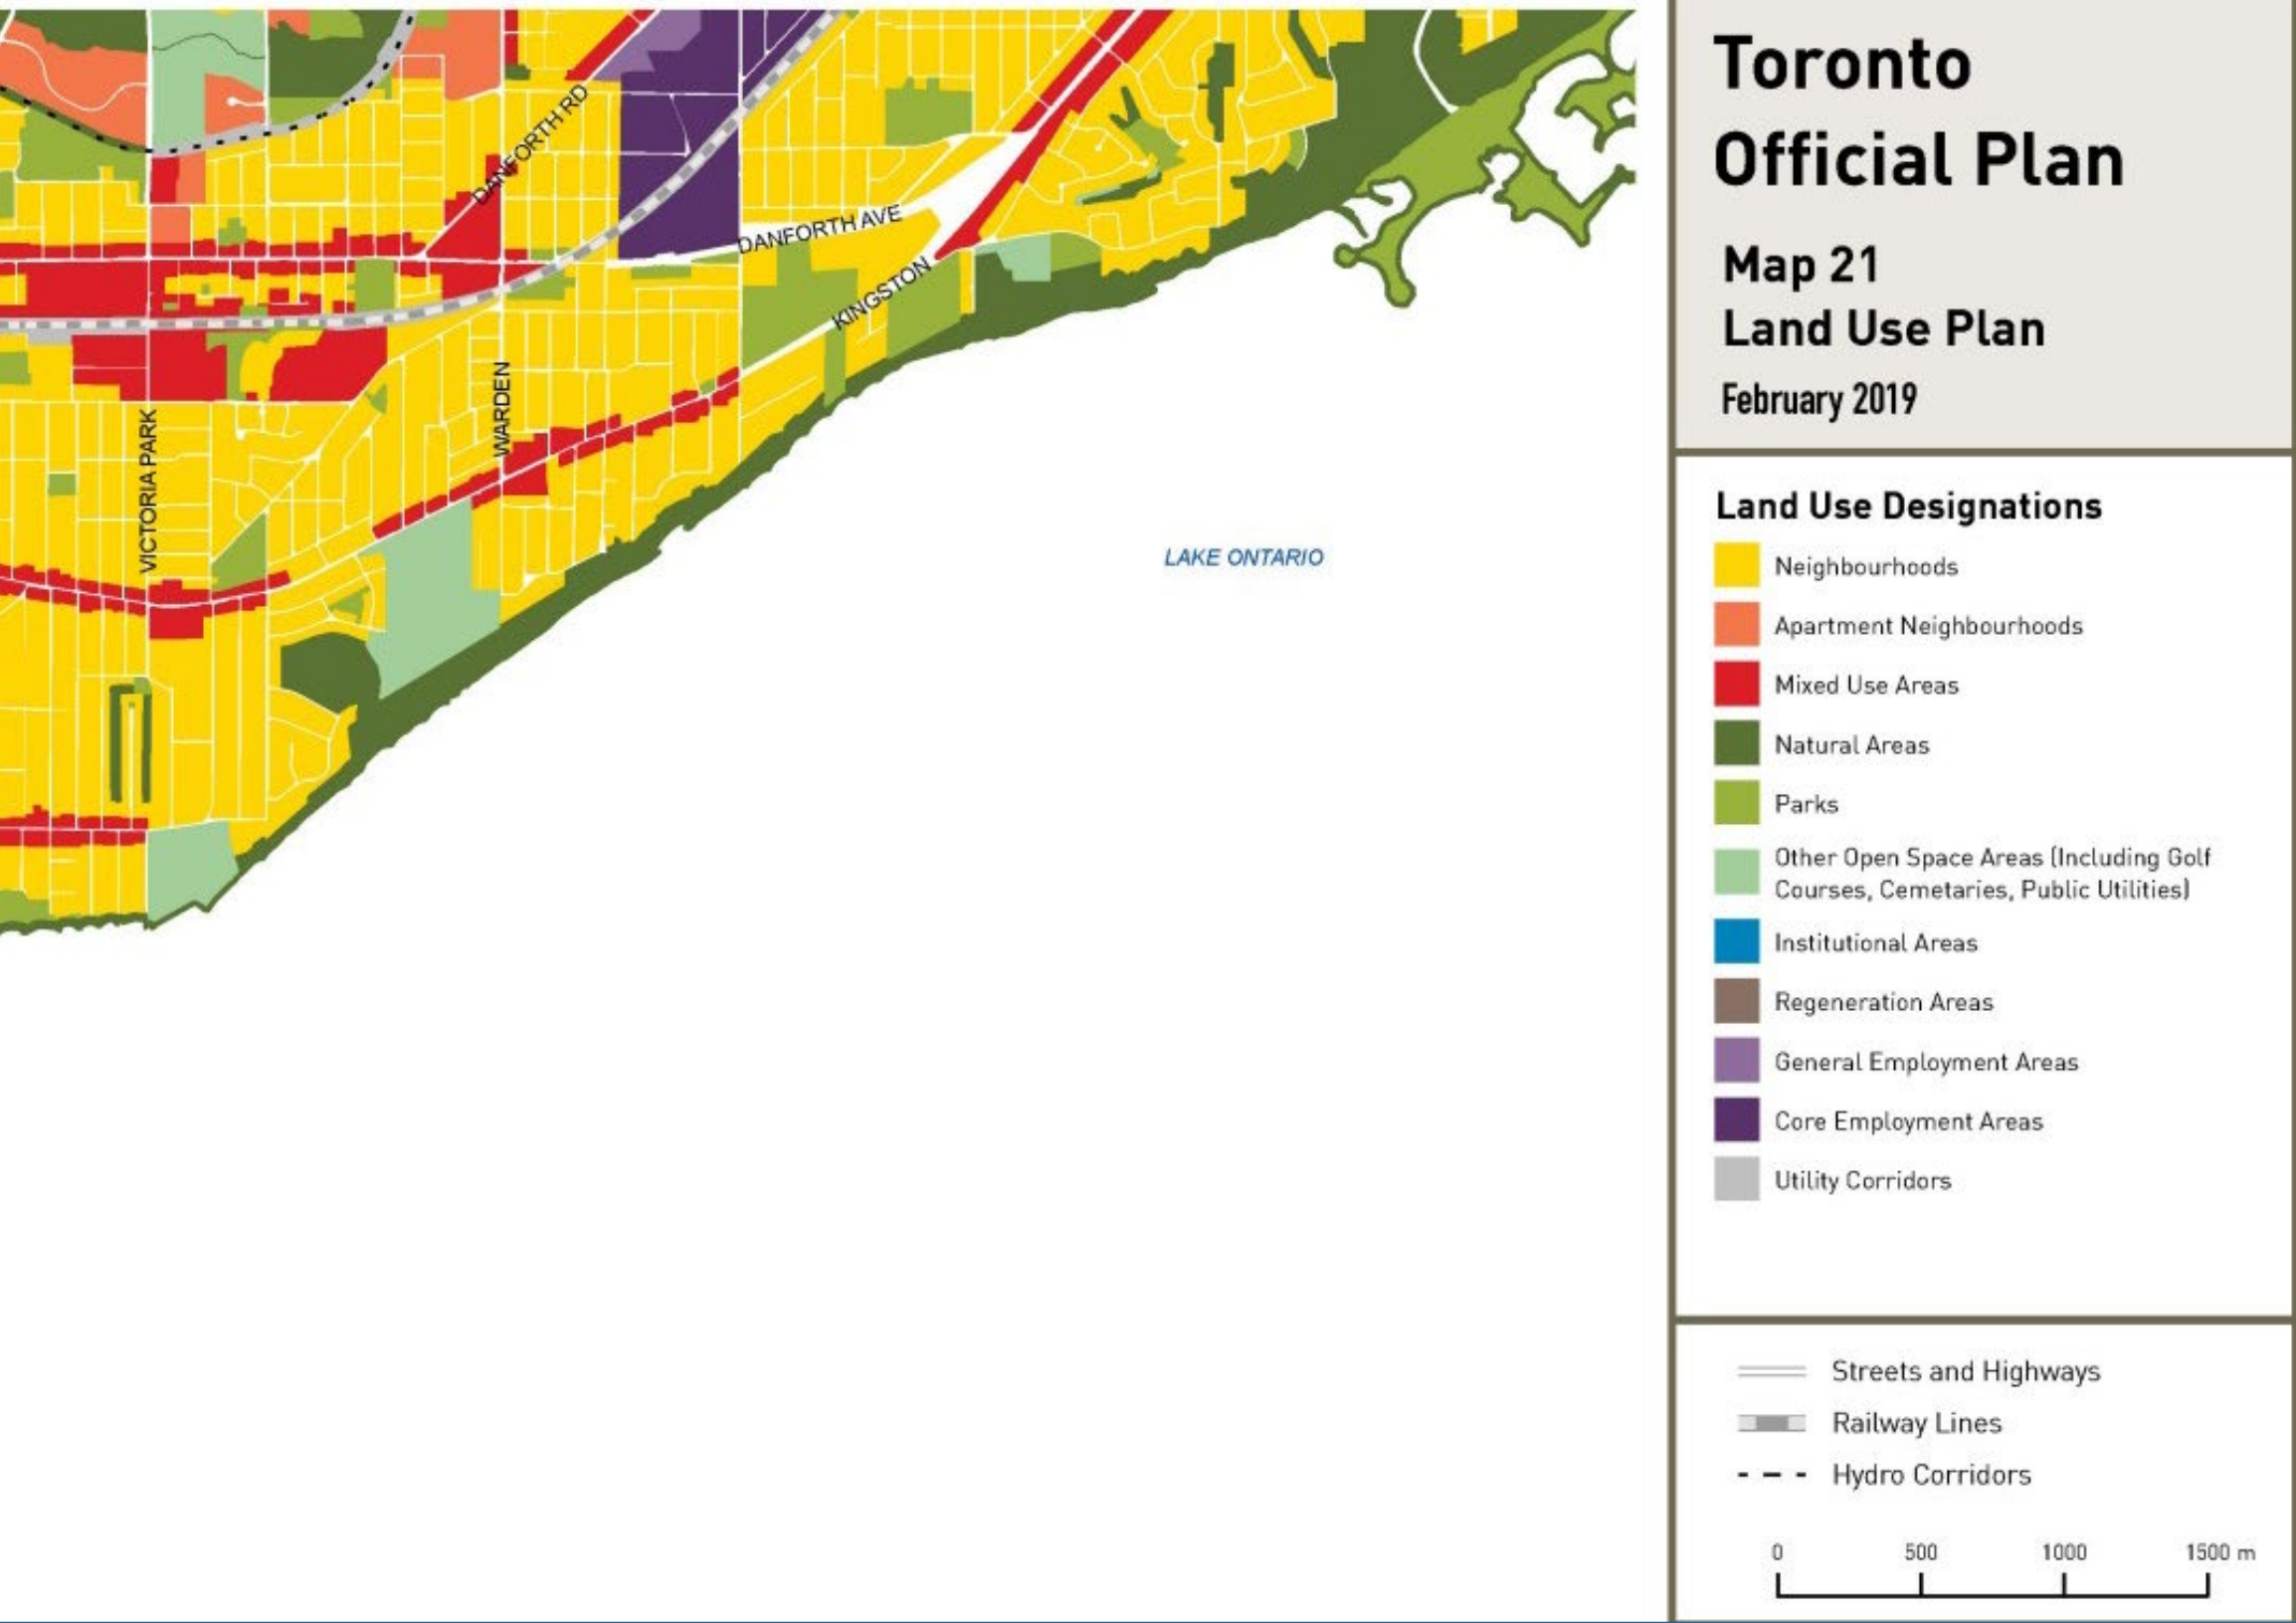 DANFORTH RD
DANFORTH AVE
KINGSTON
WARDEN
VICTORIA PARK
LAKE ONTARIO
Toronto
Official Plan
Map 21
Land Use Plan
February 2019
Land Use Designations
Neighbourhoods
Apartment Neighbourhoods
Mixed Use Areas
Natural Areas
Parks
Other Open Space Areas (Including Golf
Courses, Cemetaries, Public Utilities)
Institutional Areas
Regeneration Areas
General Employment Areas
Core Employment Areas
Utility Corridors
Streets and Highways
Railway Lines
Hydro Corridors
0 500 1000 1500 m